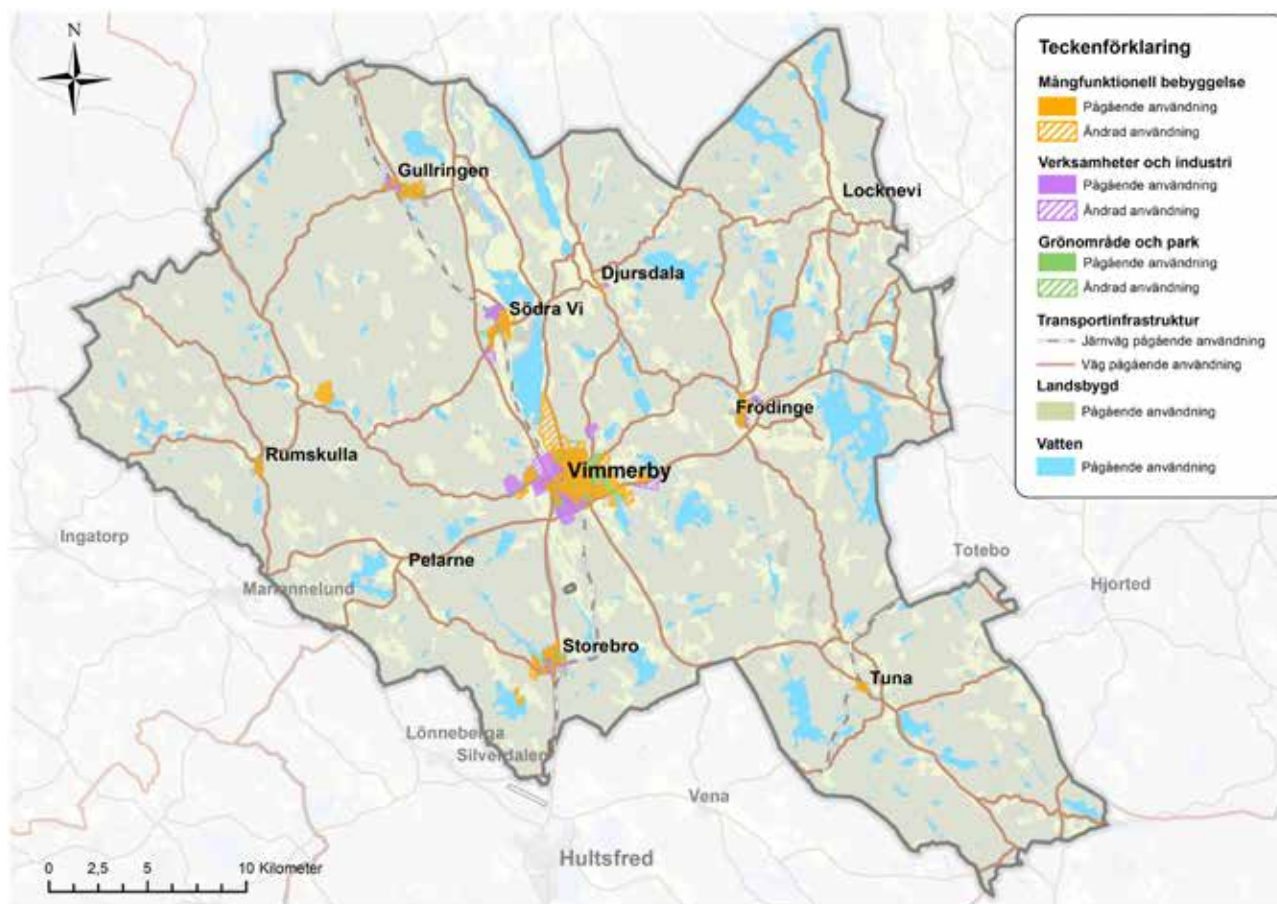 N
Teckenförklaring
Mångfunktionell bebyggelse
Pågående användning
Ändrad användning
Verksamheter och industri
Pågående användning
Ändrad användning
Grönområde och park
Pågående användning
Ändrad användning
Transportinfrastruktur
Järnväg pågående användning
Väg pågående användning
Landsbygd
Pågående användning
Vatten
Pågående användning
Gullringen
Locknevi
Djursdala
Södra Vi
Frödinge
Rumskulla
Vimmerby
Ingatorp
Pelarne
Totebo
Mariannelund
Hjorted
Storebro
Tuna
Lönneberga
Silverdalen
Vena
Hultsfred
0 2,5 5 10 Kilometer